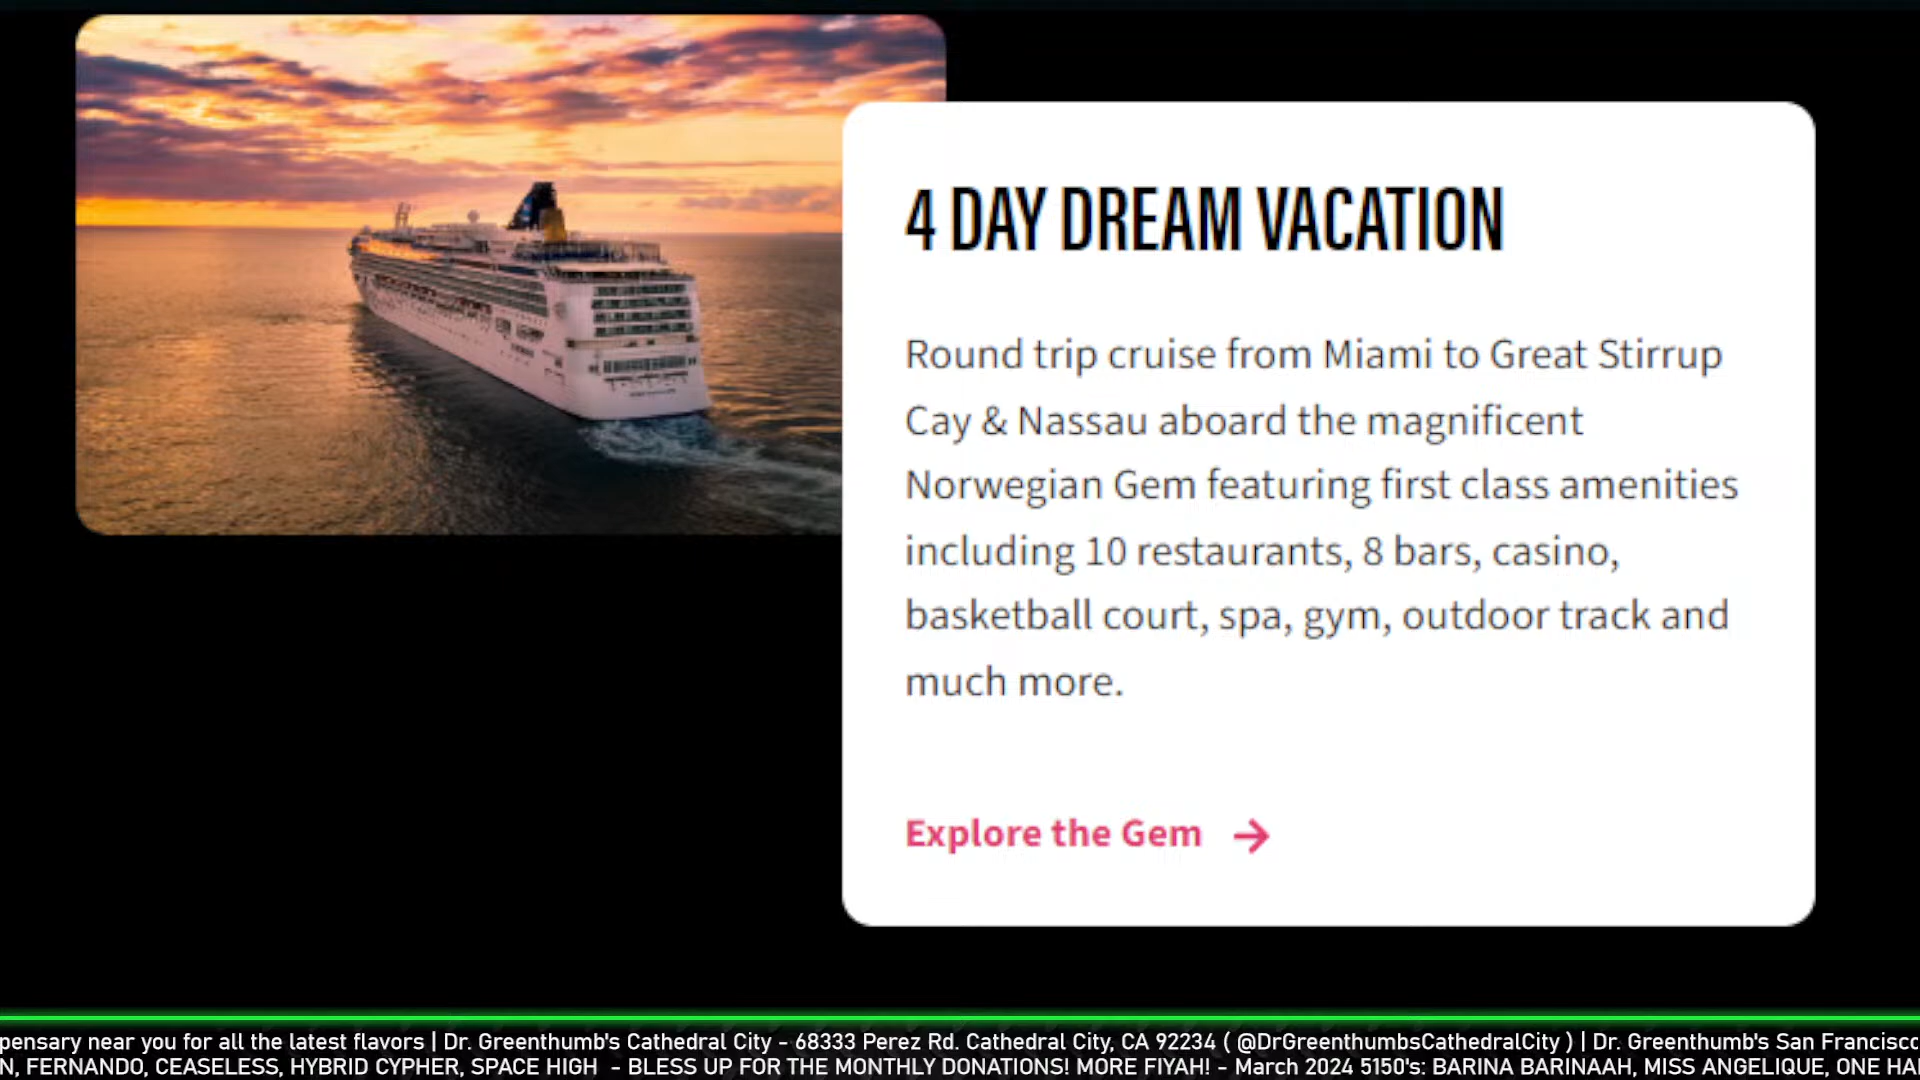 4 DAY DREAM VACATION
Round trip cruise from Miami to Great Stirrup
Cay & Nassau aboard the magnificent
Norwegian Gem featuring first class amenities
including 10 restaurants, 8 bars, casino,
basketball court, spa, gym, outdoor track and
much more.
Explore the Gem
pensary near you for all the latest flavors | Dr. Greenthumb's Cathedral City - 68333 Perez Rd. Cathedral City, CA 92234 ( @DrGreenthumbsCathedralCity ) | Dr. Greenthumb's San Francisc
N, FERNANDO, CEASELESS, HYBRID CYPHER, SPACE HIGH - BLESS UP FOR THE MONTHLY DONATIONS! MORE FIYAH! - March 2024 5150's: BARINA BARINAAH, MISS ANGELIQUE, ONE HA